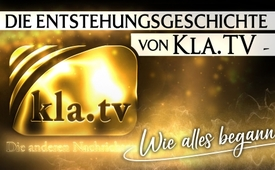 DIE ENTSTEHUNGSGESCHICHTE
VON KLA.TV -
kla.tv
Die anderen Nachrichten
Wie alles begann